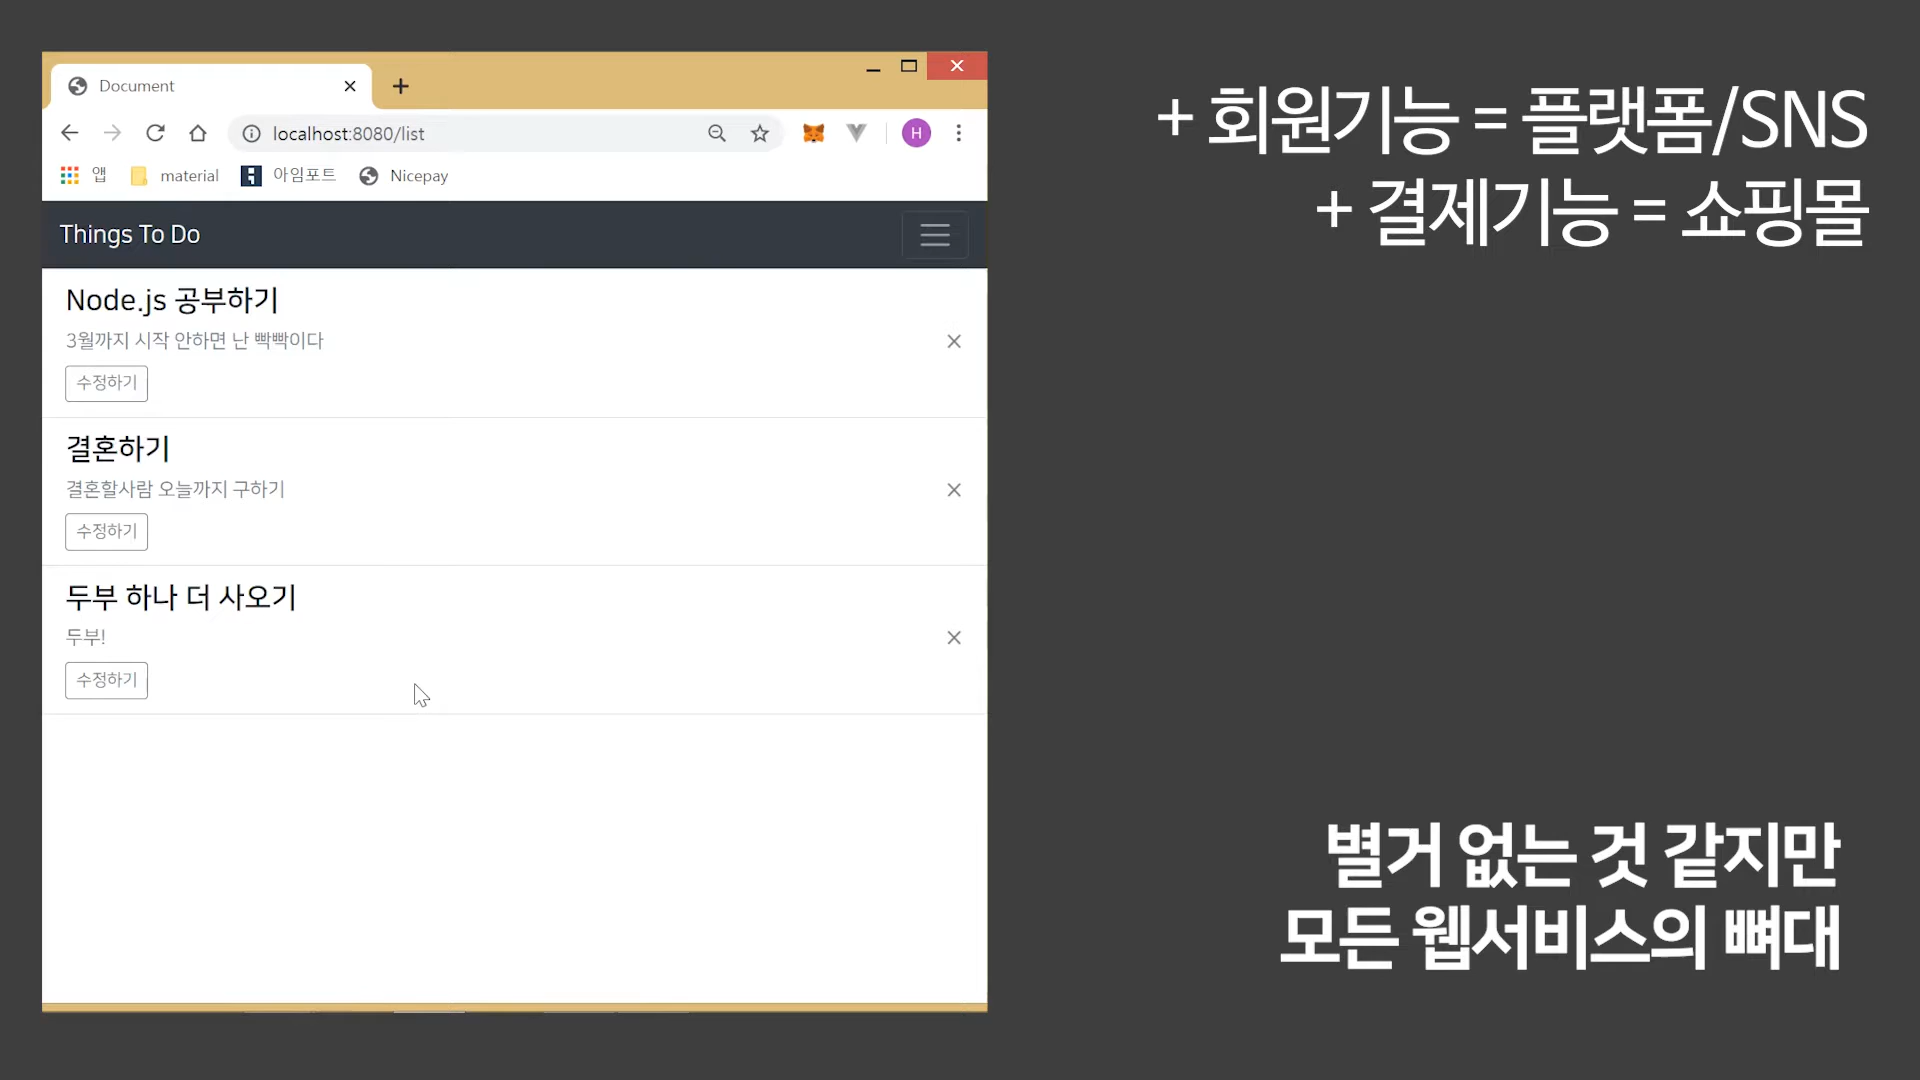 Document
localhost:8080/list
H
앱
material
아임포트
Nicepay
Things To Do
Node.js 공부하기
3월까지 시작 안하면 난 빡빡이다
수정하기
결혼하기
결혼할사람 오늘까지 구하기
수정하기
두부 하나 더 사오기
두부!
수정하기
+ 회원기능 = 플랫폼/SNS
+ 결제기능 = 쇼핑몰
별거 없는 것 같지만
모든 웹서비스의 뼈대